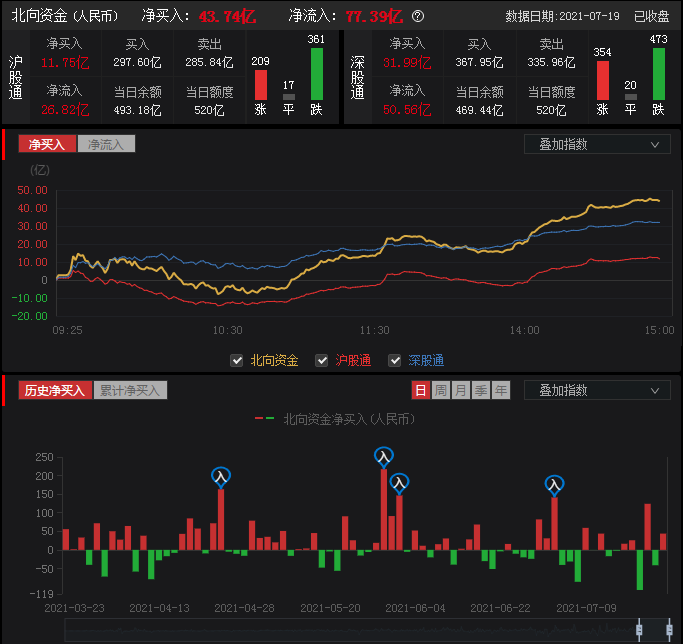 北向资金 (人民币) 净买入: 43.74亿 净流入: 77.39亿 ? 数据日期:2021-07-19 已收盘
沪股通 净买入 买入 卖出 深股通 净买入 买入 卖出
11.75亿 297.60亿 285.84亿 31.99亿 367.95亿 335.96亿
净流入 当日余额 当日额度 净流入 当日余额 当日额度
26.82亿 493.18亿 520亿 50.56亿 469.44亿 520亿
209 17 361 354 20 473
涨 平 跌 涨 平 跌
净买入 净流入 叠加指数
(亿)
50.00
40.00
30.00
20.00
10.00
0
-10.00
-20.00
09:25 10:30 11:30 14:00 15:00
北向资金 沪股通 深股通
历史净买入 累计净买入 日 周 月 季 年 叠加指数
北向资金净买入(人民币)
250
200
150
100
50
0
-50
-119
入 入 入 入
2021-03-23 2021-04-13 2021-04-28 2021-05-20 2021-06-04 2021-06-22 2021-07-09